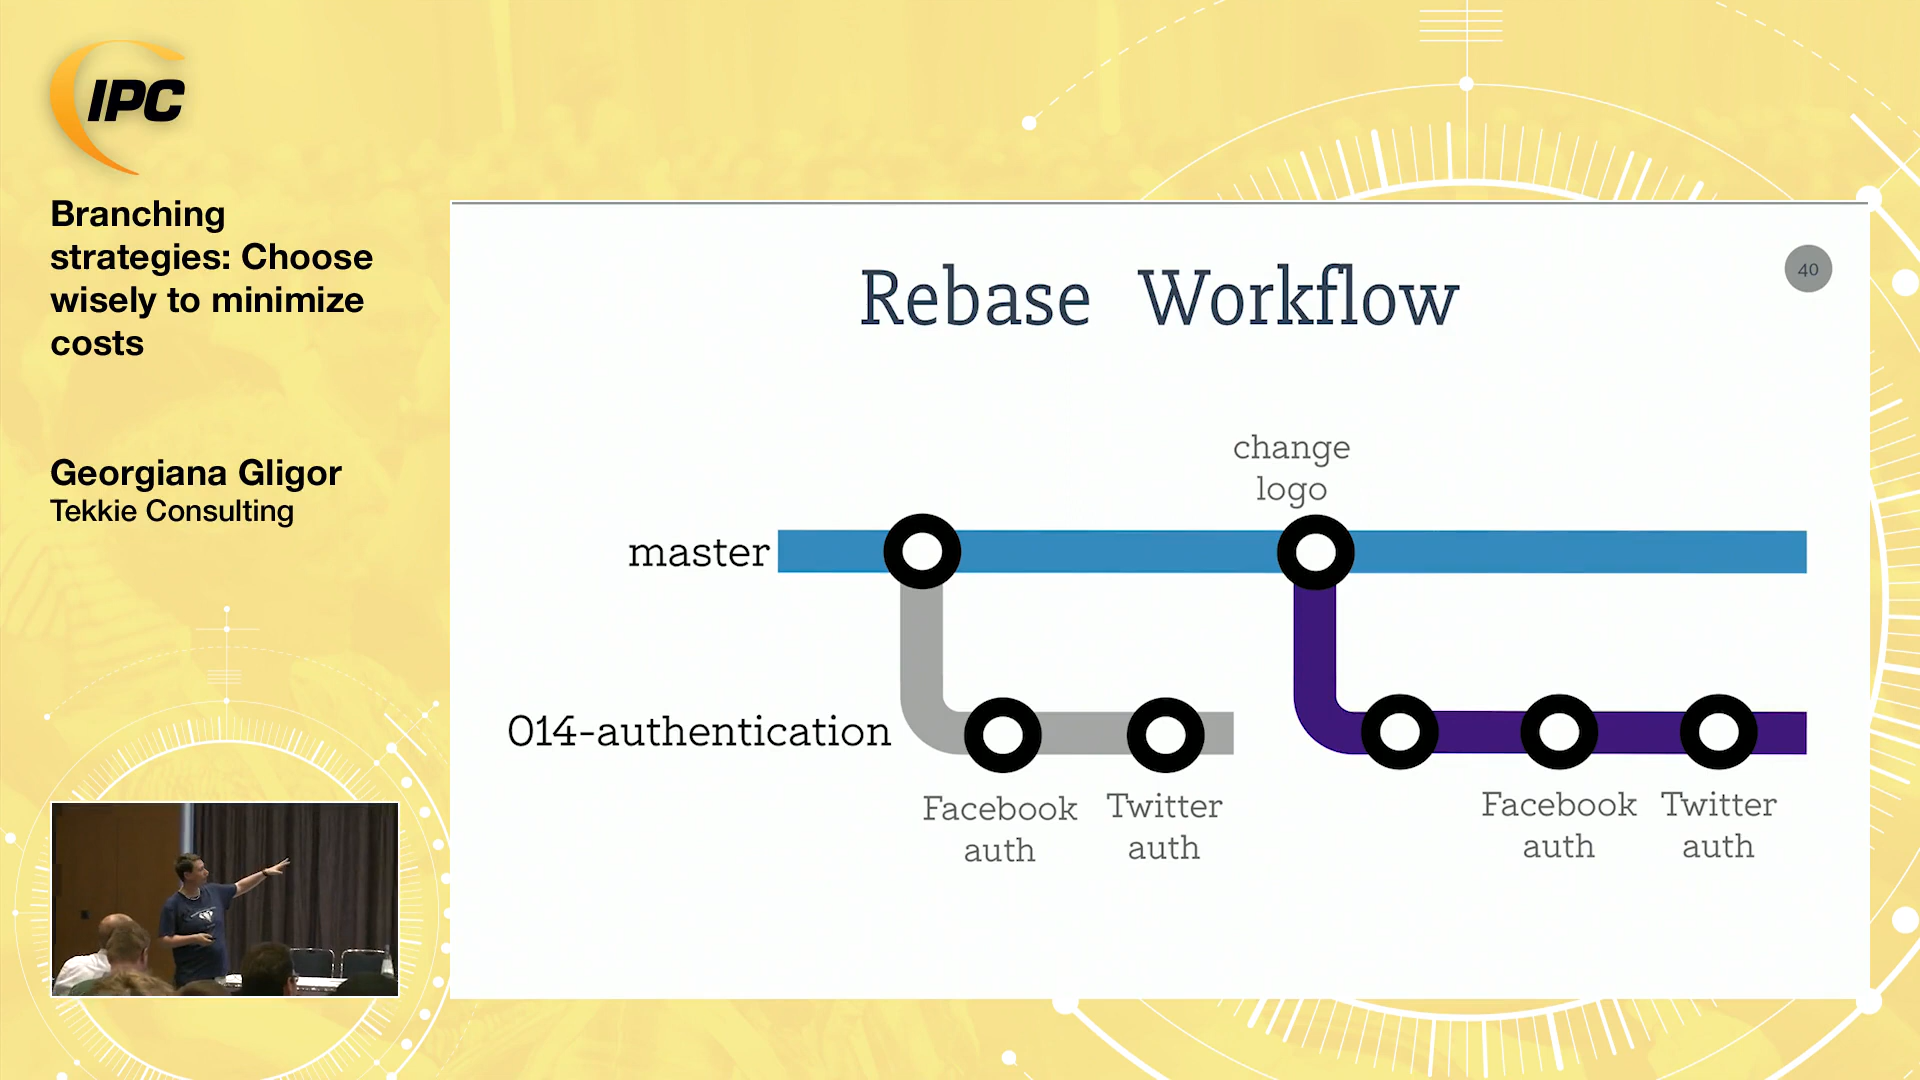 IPC
Branching
strategies: Choose
wisely to minimize
costs
Georgiana Gligor
Tekkie Consulting
40
Rebase Workflow
change
logo
master
014-authentication
Facebook
auth
Twitter
auth
Facebook
auth
Twitter
auth